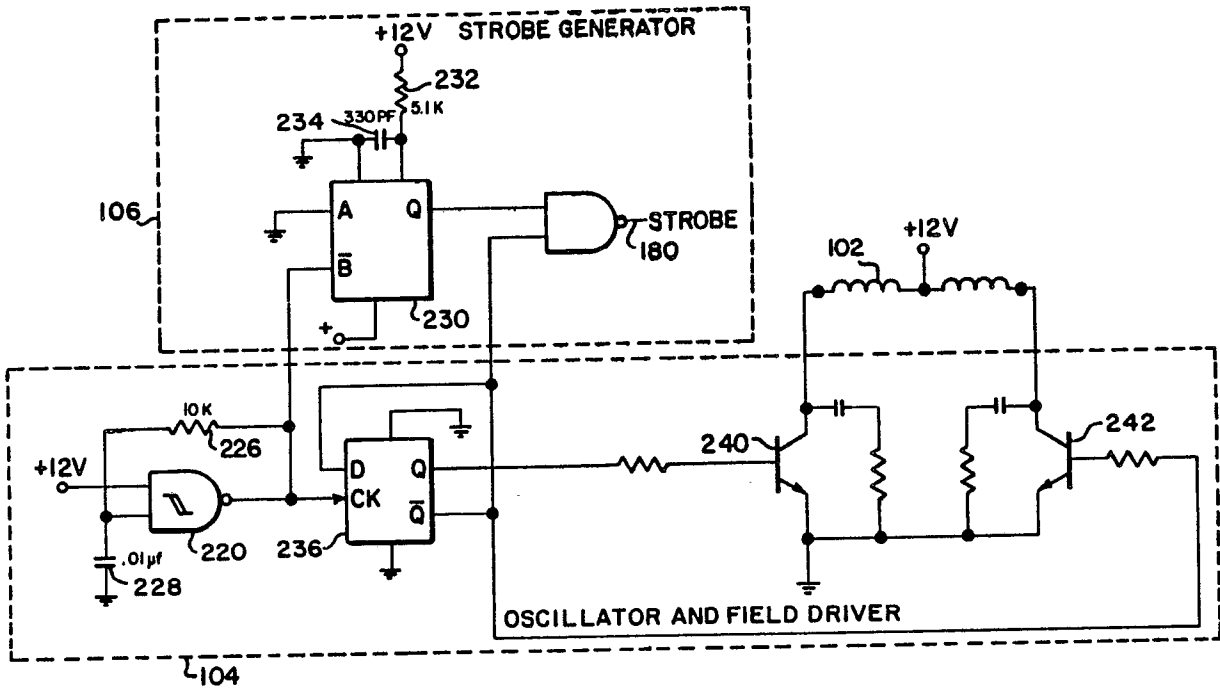 +12V STROBE GENERATOR
232
5.1K
330PF
234
A Q
106
STROBE
180
B̅
+12V
102
230
+
10K
226
+12V
D Q
CK
Q̅
240
242
220
236
.01µf
228
OSCILLATOR AND FIELD DRIVER
104